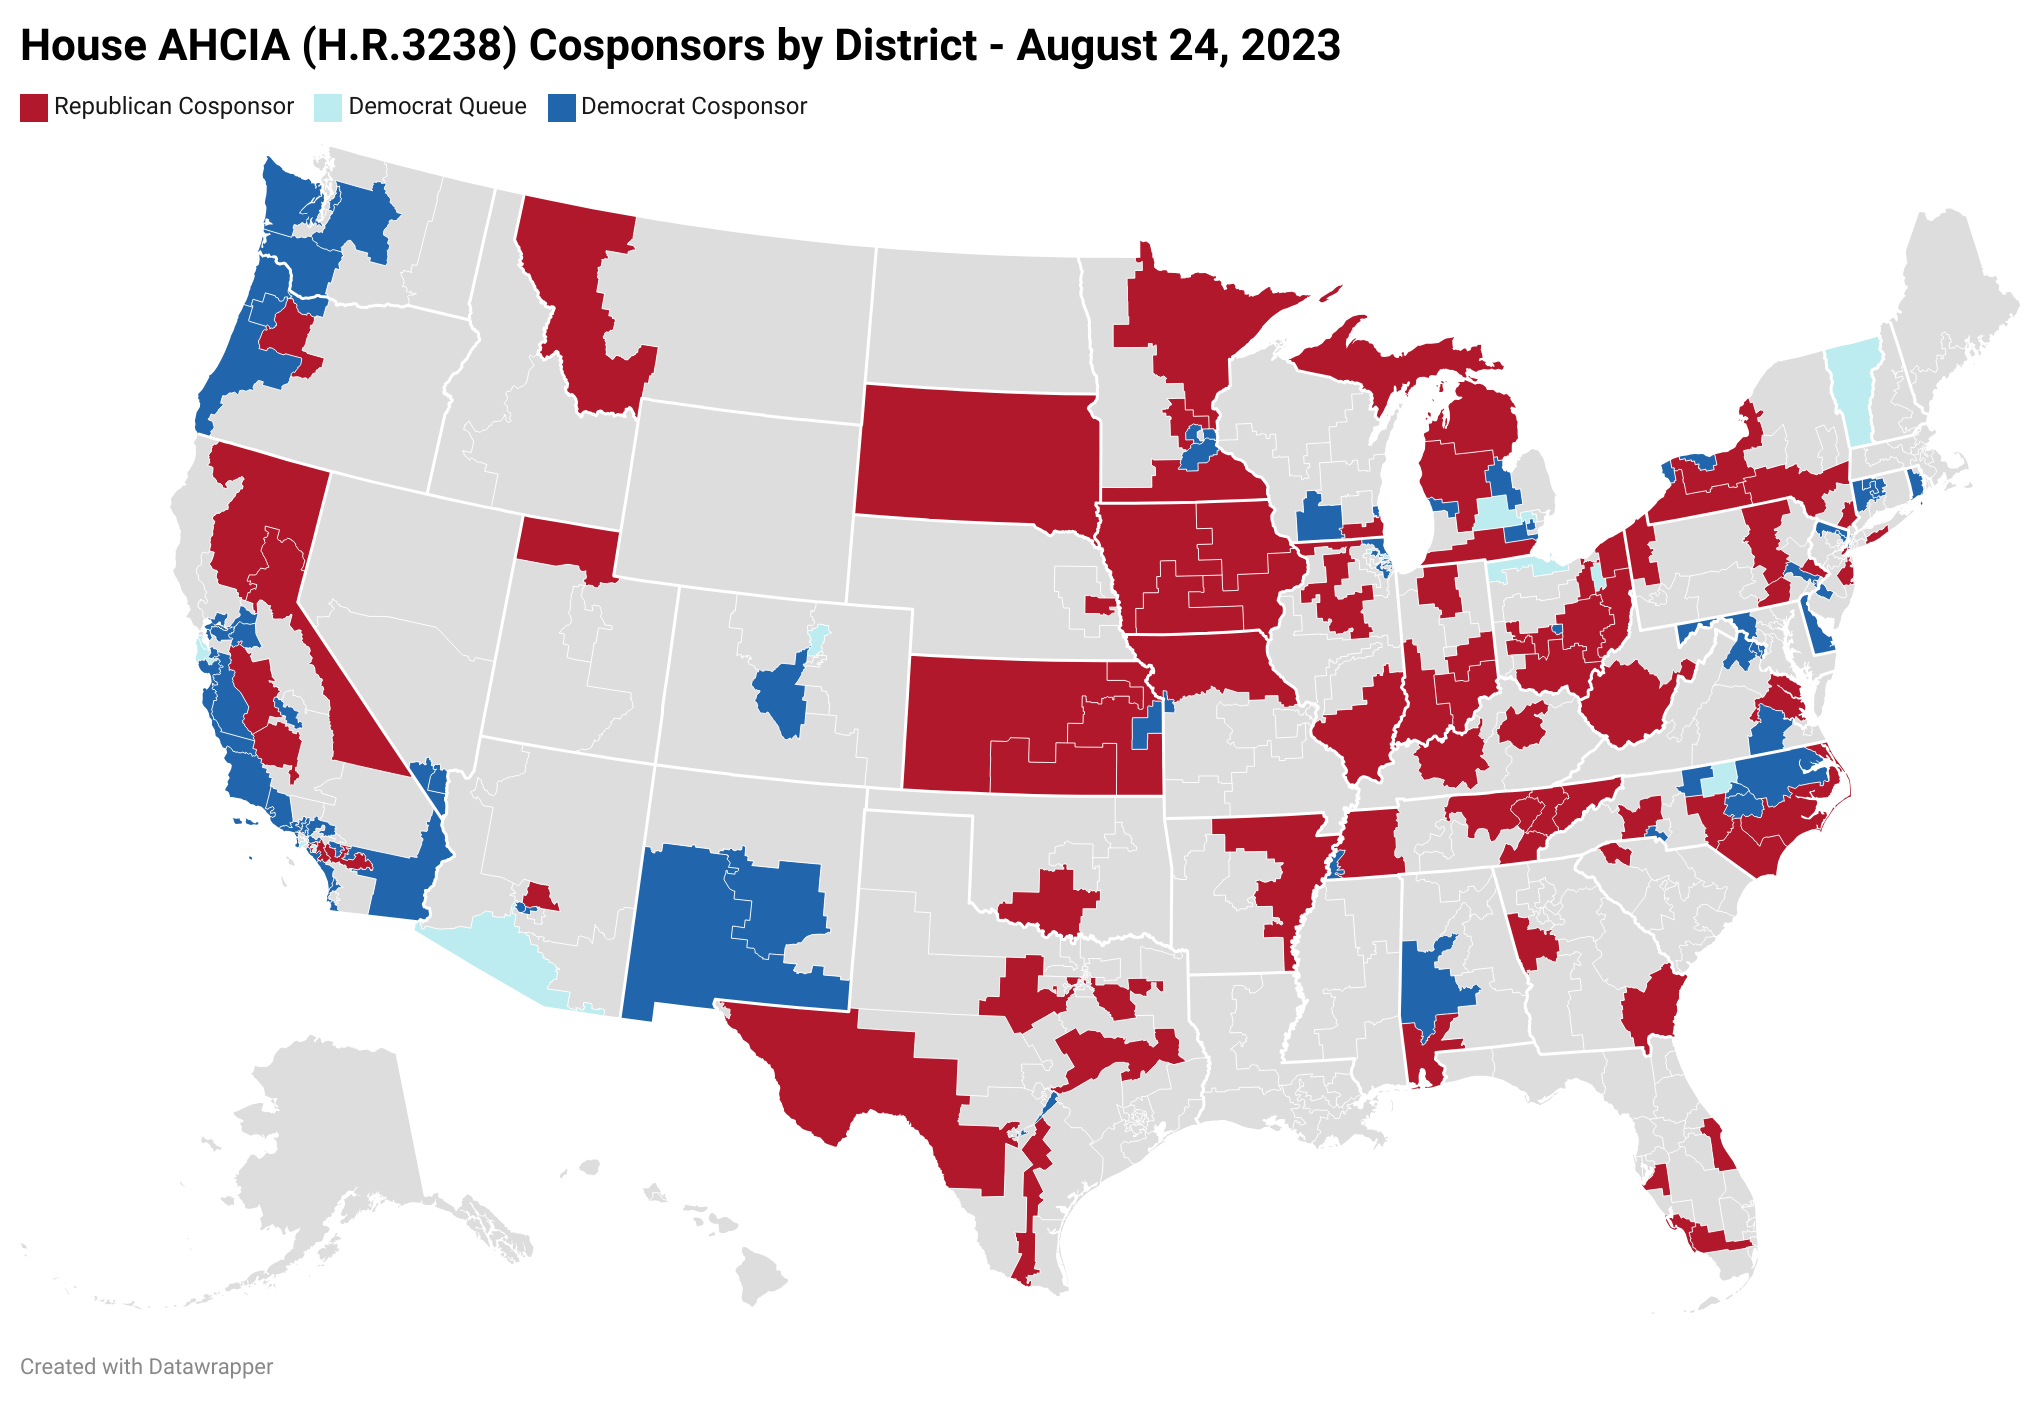 House AHCIA (H.R.3238) Cosponsors by District - August 24, 2023
Republican Cosponsor Democrat Queue Democrat Cosponsor
Created with Datawrapper